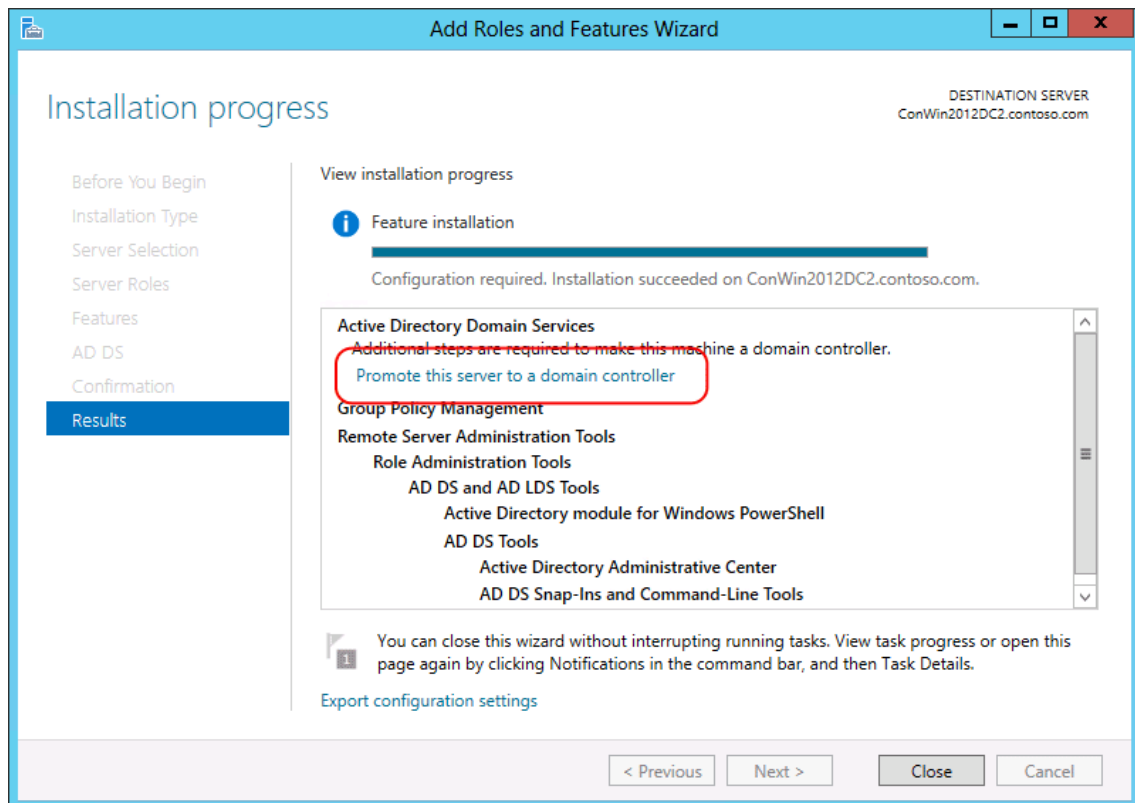 Add Roles and Features Wizard
Installation progress
DESTINATION SERVER
ConWin2012DC2.contoso.com
Before You Begin
Installation Type
Server Selection
Server Roles
Features
AD DS
Confirmation
Results
View installation progress
Feature installation
Configuration required. Installation succeeded on ConWin2012DC2.contoso.com.
Active Directory Domain Services
Additional steps are required to make this machine a domain controller.
Promote this server to a domain controller
Group Policy Management
Remote Server Administration Tools
Role Administration Tools
AD DS and AD LDS Tools
Active Directory module for Windows PowerShell
AD DS Tools
Active Directory Administrative Center
AD DS Snap-Ins and Command-Line Tools
1
You can close this wizard without interrupting running tasks. View task progress or open this
page again by clicking Notifications in the command bar, and then Task Details.
Export configuration settings
< Previous
Next >
Close
Cancel